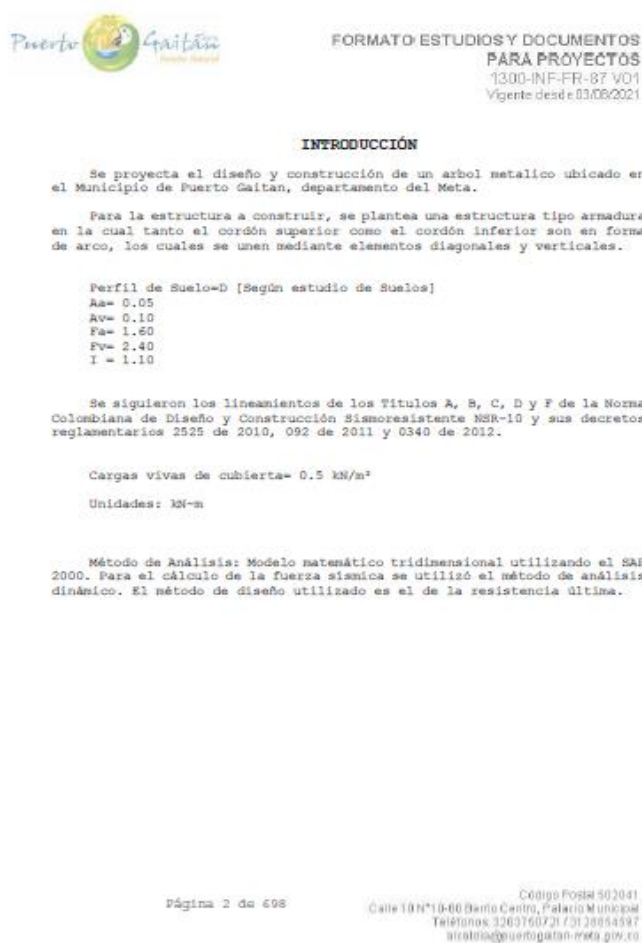 Puerto Gaitán
FORMATO ESTUDIOS Y DOCUMENTOS
PARA PROYECTOS
1300-INF-FR-87 V01
Vigente desde 03/08/2021
INTRODUCCIÓN
Se proyecta el diseño y construcción de un arbol metalico ubicado en
el Municipio de Puerto Gaitan, departamento del Meta.
Para la estructura a construir, se plantea una estructura tipo armadura
en la cual tanto el cordón superior como el cordón inferior son en forma
de arco, los cuales se unen mediante elementos diagonales y verticales.
Perfil de Suelo=D [Según estudio de Suelos]
Aa= 0.05
Av= 0.10
Fa= 1.60
Fv= 2.40
I = 1.10
Se siguieron los lineamientos de los Títulos A, B, C, D y F de la Norma
Colombiana de Diseño y Construcción Sismoresistente NSR-10 y sus decretos
reglamentarios 2525 de 2010, 092 de 2011 y 0340 de 2012.
Cargas vivas de cubierta= 0.5 kN/m²
Unidades: kN-m
Método de Análisis: Modelo matemático tridimensional utilizando el SAP
2000. Para el cálculo de la fuerza sísmica se utilizó el método de análisis
dinámico. El método de diseño utilizado es el de la resistencia última.
Página 2 de 698
Código Postal 502041
Calle 10 N°10-60 Barrio Centro, Palacio Municipal
Teléfonos
alcaldia@puertogaitan-meta.gov.co